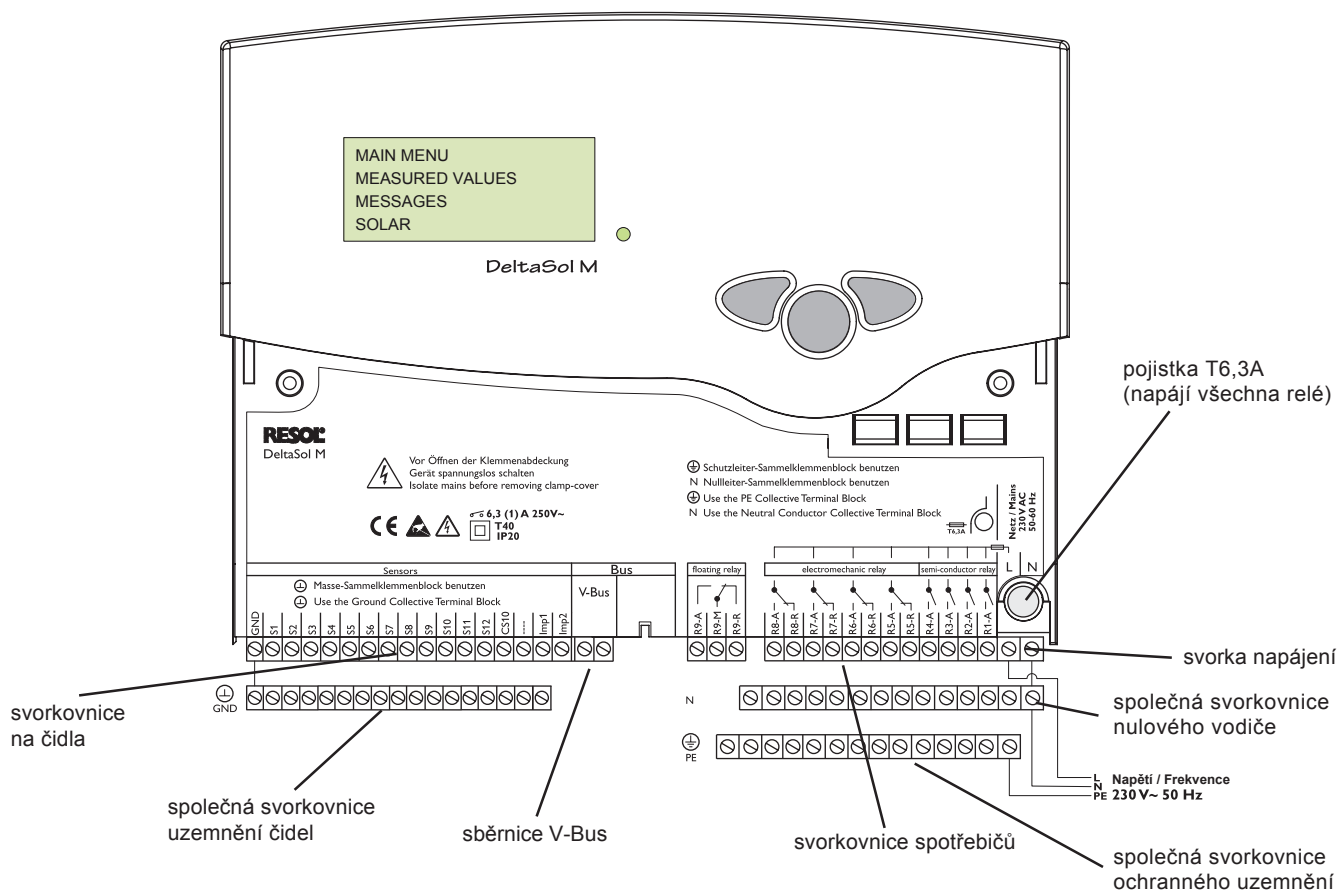 MAIN MENU
MEASURED VALUES
MESSAGES
SOLAR
DeltaSol M
pojistka T6,3A
(napájí všechna relé)
RESOL
DeltaSol M
Vor Öffnen der Klemmenabdeckung
Gerät spannungslos schalten
Isolate mains before removing clamp-cover
CE
6,3 (1) A 250V~
T40
IP20
Schutzleiter-Sammelklemmenblock benutzen
N Nullleiter-Sammelklemmenblock benutzen
Use the PE Collective Terminal Block
N Use the Neutral Conductor Collective Terminal Block
T6,3A
Netz / Mains
230 V AC
50-60 Hz
L N
Sensors
Masse-Sammelklemmenblock benutzen
Use the Ground Collective Terminal Block
Bus
V-Bus
floating relay
electromechanic relay
semi-conductor relay
GND S1 S2 S3 S4 S5 S6 S7 S8 S9 S10 S11 S12 CS10 ---- Imp1 Imp2
R9-A R9-M R9-R
R8-A R8-R R7-A R7-R R6-A R6-R R5-A R5-R R4-A R3-A R2-A R1-A
svorka napájení
GND
N
společná svorkovnice
nulového vodiče
svorkovnice
na čidla
PE
L
N
PE
Napětí / Frekvence
230 V~ 50 Hz
společná svorkovnice
uzemnění čidel
sběrnice V-Bus
svorkovnice spotřebičů
společná svorkovnice
ochranného uzemnění